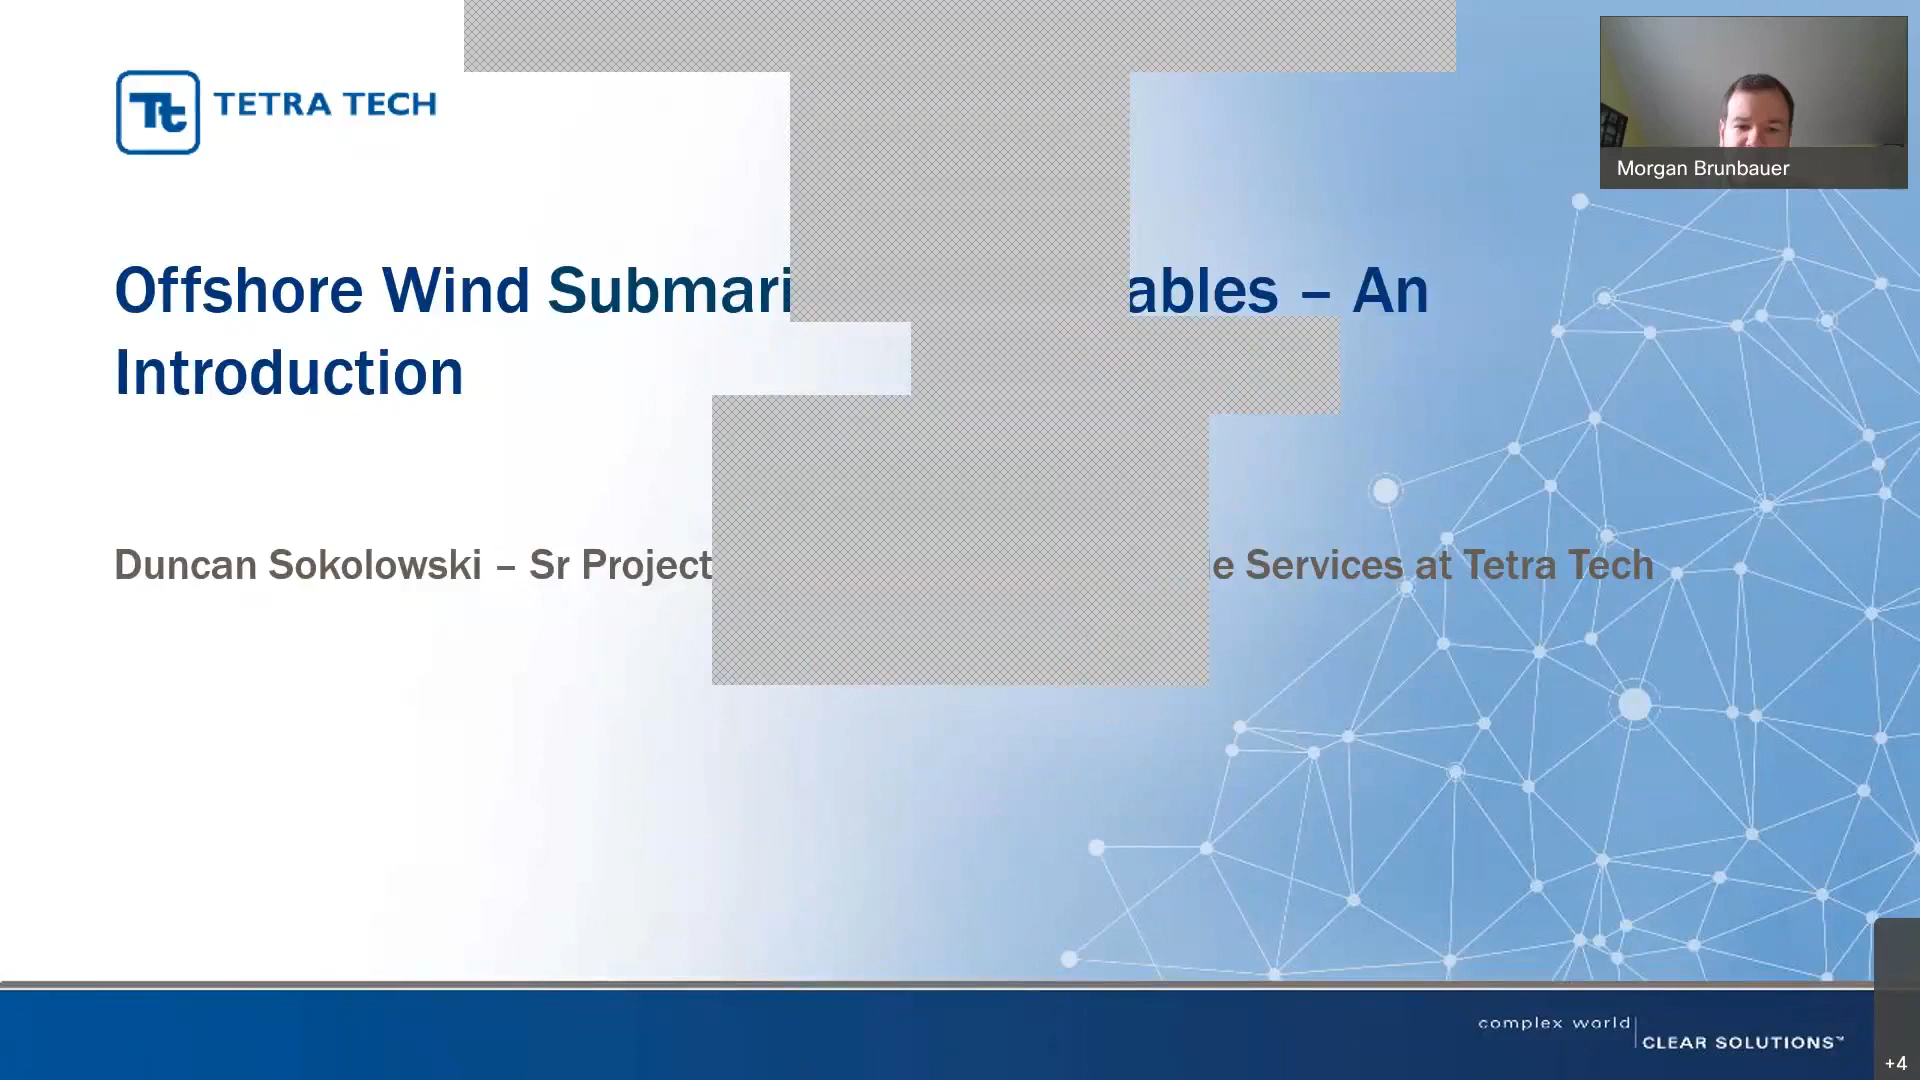 Tt TETRA TECH
Morgan Brunbauer
Offshore Wind Submari ables – An
Introduction
Duncan Sokolowski – Sr Project e Services at Tetra Tech
complex world
CLEAR SOLUTIONS™
+4